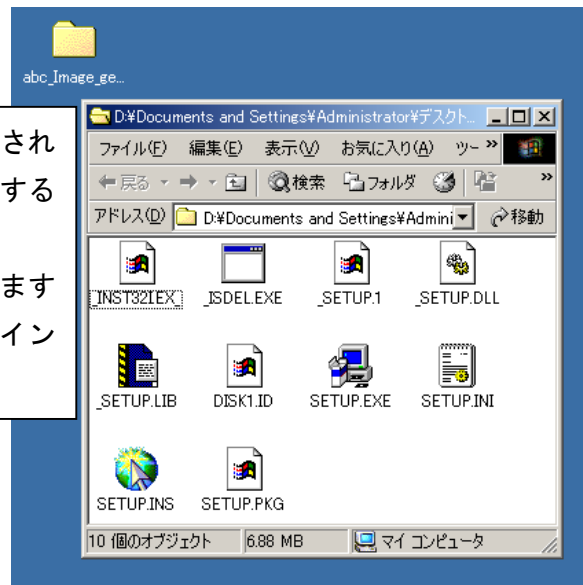 abc_Image_ge...
され
する
ます
イン
D:¥Documents and Settings¥Administrator¥デスクト...
ファイル(F) 編集(E) 表示(V) お気に入り(A) ツー »
戻る 検索 フォルダ »
アドレス(D) D:¥Documents and Settings¥Admini 移動
_INST32I.EX_ _ISDEL.EXE _SETUP.1 _SETUP.DLL
_SETUP.LIB DISK1.ID SETUP.EXE SETUP.INI
SETUP.INS SETUP.PKG
10 個のオブジェクト 6.88 MB マイ コンピュータ